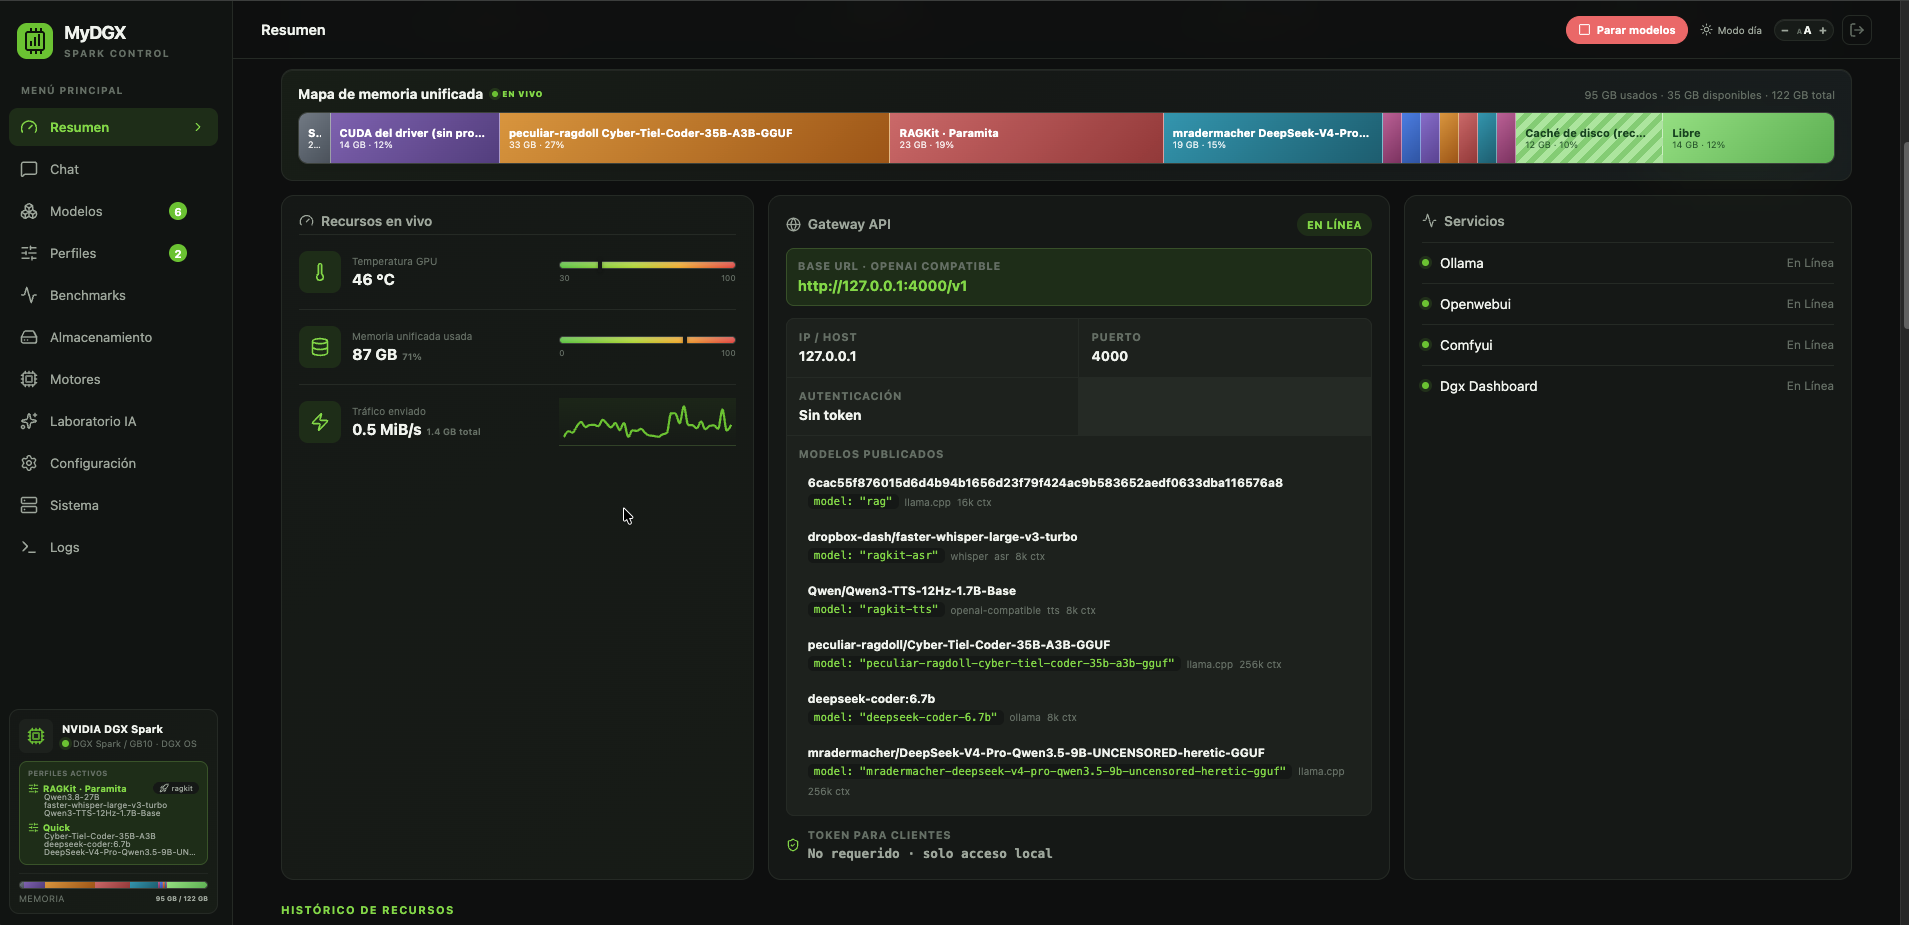 MyDGX
SPARK CONTROL
MENÚ PRINCIPAL
Resumen
Chat
Modelos
6
Perfiles
2
Benchmarks
Almacenamiento
Motores
Laboratorio IA
Configuración
Sistema
Logs
NVIDIA DGX Spark
DGX Spark / GB10 · DGX OS
PERFILES ACTIVOS
RAGKit · Paramita
ragkit
Qwen3.8-27B
faster-whisper-large-v3-turbo
Qwen3-TTS-12Hz-1.7B-Base
Quick
Cyber-Tiel-Coder-35B-A3B
deepseek-coder:6.7b
DeepSeek-V4-Pro-Qwen3.5-9B-UN...
MEMORIA
95 GB / 122 GB
Resumen
Parar modelos
Modo día
− AA +
Mapa de memoria unificada
EN VIVO
95 GB usados · 35 GB disponibles · 122 GB total
S..
2...
CUDA del driver (sin pro...
14 GB · 12%
peculiar-ragdoll Cyber-Tiel-Coder-35B-A3B-GGUF
33 GB · 27%
RAGKit · Paramita
23 GB · 19%
mradermacher DeepSeek-V4-Pro...
19 GB · 15%
Caché de disco (rec...
12 GB · 10%
Libre
14 GB · 12%
Recursos en vivo
Temperatura GPU
46 °C
30
100
Memoria unificada usada
87 GB 71%
0
100
Tráfico enviado
0.5 MiB/s 1.4 GB total
Gateway API
EN LÍNEA
BASE URL · OPENAI COMPATIBLE
http://127.0.0.1:4000/v1
IP / HOST
127.0.0.1
PUERTO
4000
AUTENTICACIÓN
Sin token
MODELOS PUBLICADOS
6cac55f876015d6d4b94b1656d23f79f424ac9b583652aedf0633dba116576a8
model: "rag" llama.cpp 16k ctx
dropbox-dash/faster-whisper-large-v3-turbo
model: "ragkit-asr" whisper asr 8k ctx
Qwen/Qwen3-TTS-12Hz-1.7B-Base
model: "ragkit-tts" openai-compatible tts 8k ctx
peculiar-ragdoll/Cyber-Tiel-Coder-35B-A3B-GGUF
model: "peculiar-ragdoll-cyber-tiel-coder-35b-a3b-gguf" llama.cpp 256k ctx
deepseek-coder:6.7b
model: "deepseek-coder-6.7b" ollama 8k ctx
mradermacher/DeepSeek-V4-Pro-Qwen3.5-9B-UNCENSORED-heretic-GGUF
model: "mradermacher-deepseek-v4-pro-qwen3.5-9b-uncensored-heretic-gguf" llama.cpp
256k ctx
TOKEN PARA CLIENTES
No requerido · solo acceso local
Servicios
Ollama
En Línea
Openwebui
En Línea
Comfyui
En Línea
Dgx Dashboard
En Línea
HISTÓRICO DE RECURSOS